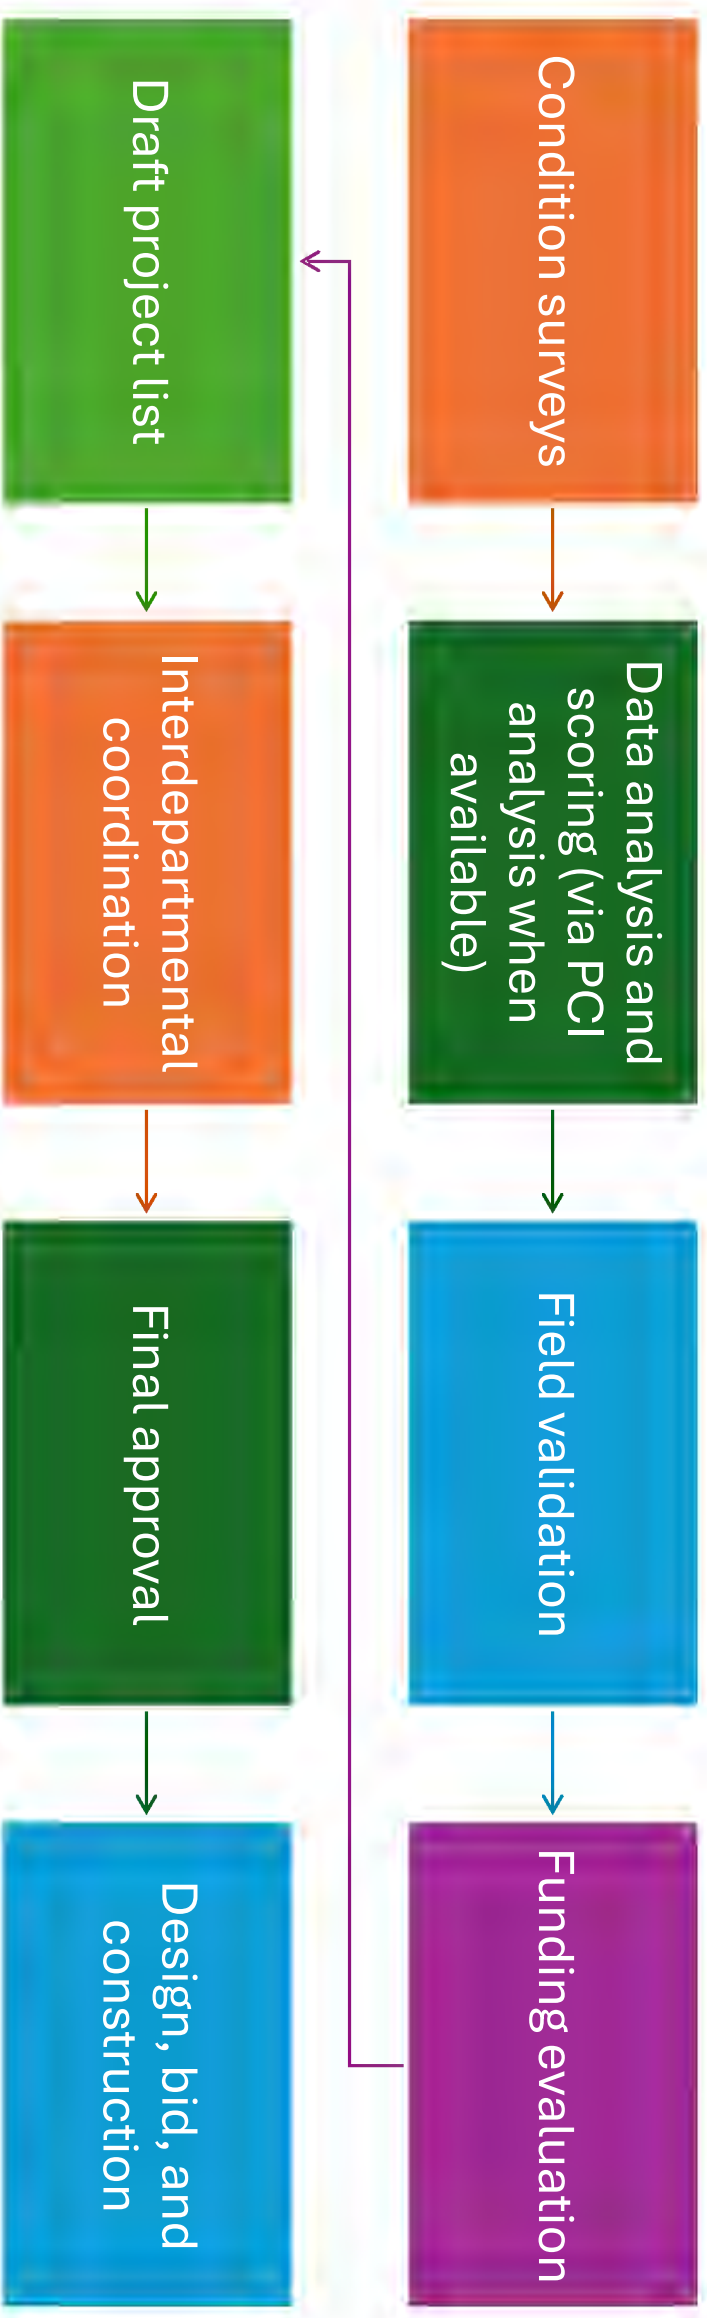 Condition surveys
Data analysis and
scoring (via PCI
analysis when
available)
Field validation
Funding evaluation
Draft project list
Interdepartmental
coordination
Final approval
Design, bid, and
construction